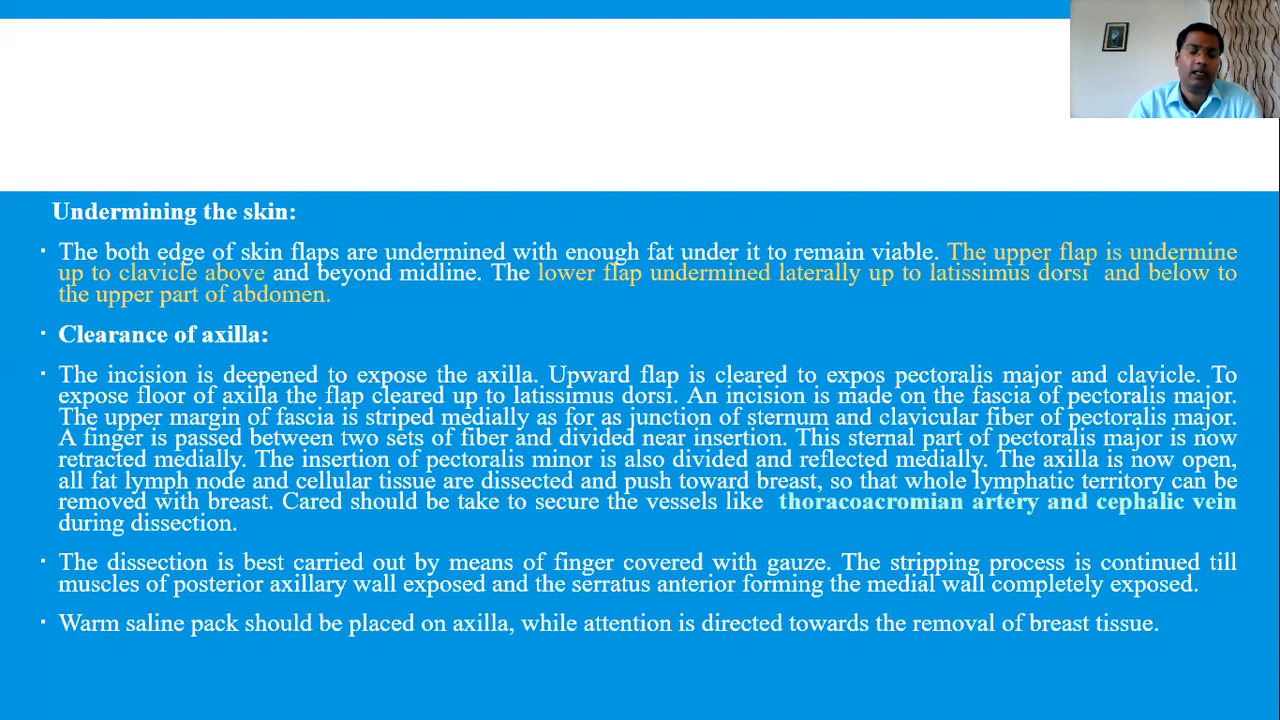 Undermining the skin:
· The both edge of skin flaps are undermined with enough fat under it to remain viable. The upper flap is undermine
up to clavicle above and beyond midline. The lower flap undermined laterally up to latissimus dorsi and below to
the upper part of abdomen.
· Clearance of axilla:
· The incision is deepened to expose the axilla. Upward flap is cleared to expos pectoralis major and clavicle. To
expose floor of axilla the flap cleared up to latissimus dorsi. An incision is made on the fascia of pectoralis major.
The upper margin of fascia is striped medially as for as junction of sternum and clavicular fiber of pectoralis major.
A finger is passed between two sets of fiber and divided near insertion. This sternal part of pectoralis major is now
retracted medially. The insertion of pectoralis minor is also divided and reflected medially. The axilla is now open,
all fat lymph node and cellular tissue are dissected and push toward breast, so that whole lymphatic territory can be
removed with breast. Cared should be take to secure the vessels like thoracoacromian artery and cephalic vein
during dissection.
· The dissection is best carried out by means of finger covered with gauze. The stripping process is continued till
muscles of posterior axillary wall exposed and the serratus anterior forming the medial wall completely exposed.
· Warm saline pack should be placed on axilla, while attention is directed towards the removal of breast tissue.